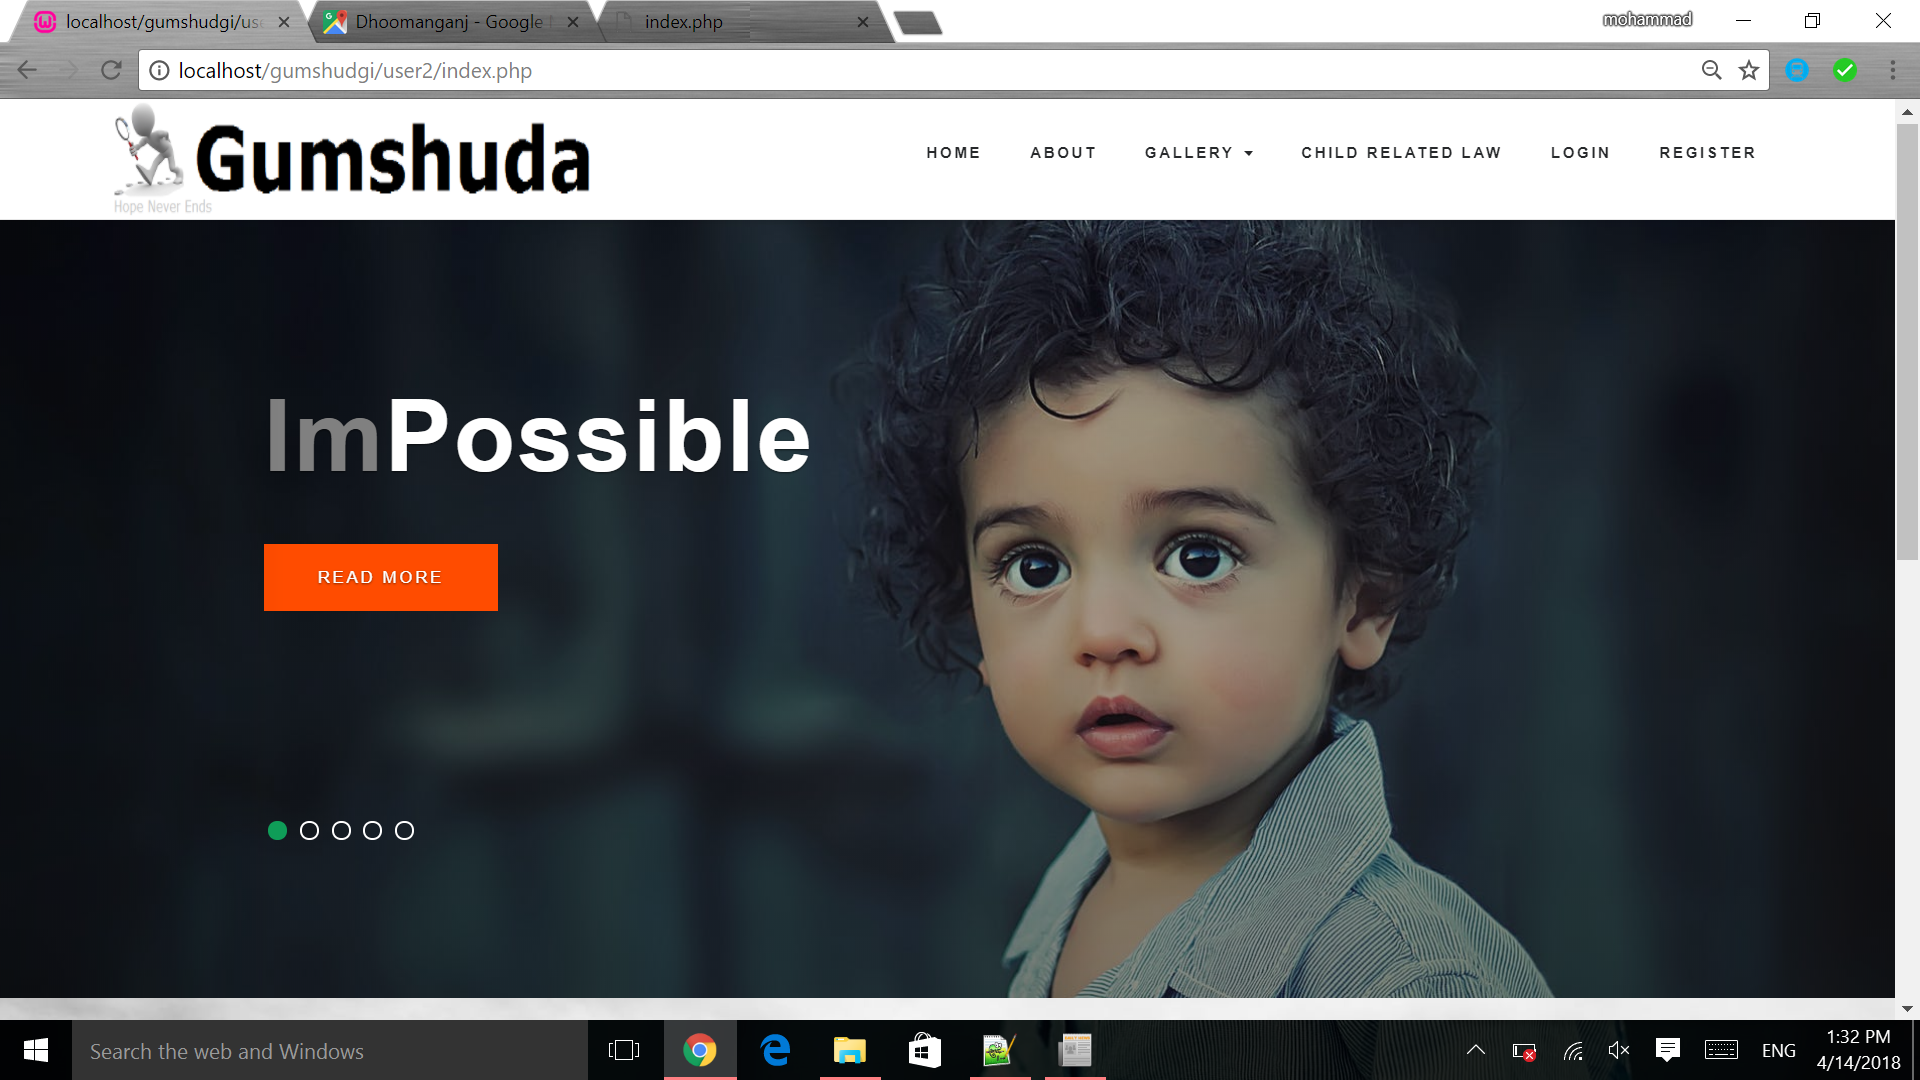 localhost/gumshudgi/us
Dhoomanganj - Google
index.php
mohammad
localhost/gumshudgi/user2/index.php
Gumshuda
Hope Never Ends
HOME ABOUT GALLERY CHILD RELATED LAW LOGIN REGISTER
ImPossible
READ MORE
Search the web and Windows
ENG
1:32 PM
4/14/2018